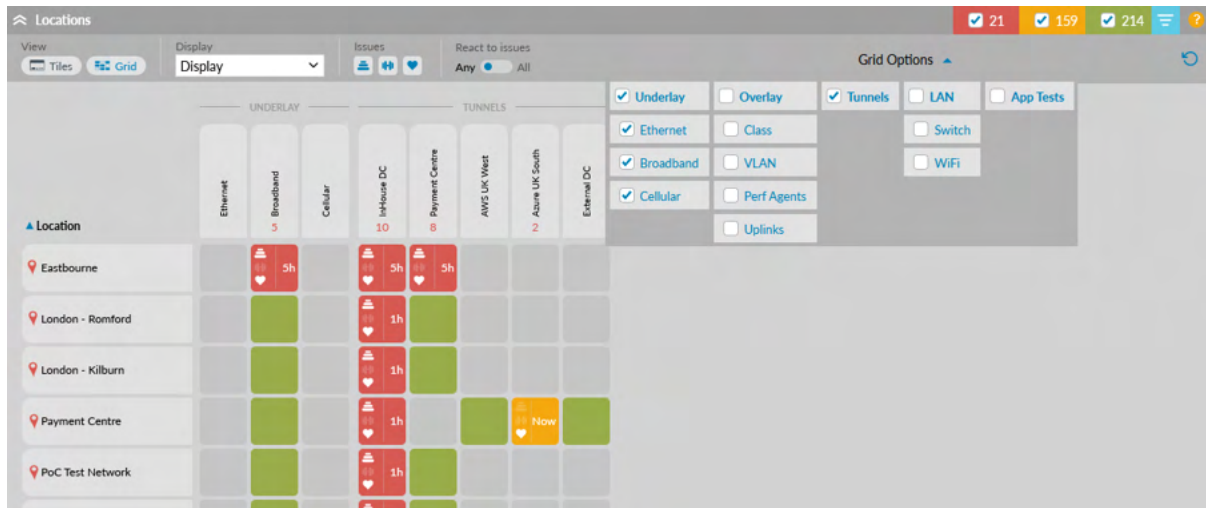 Locations
21
159
214
?
View
Display
Issues
React to issues
Tiles
Grid
Display
Any
All
Grid Options
UNDERLAY
TUNNELS
Underlay
Overlay
Tunnels
LAN
App Tests
Ethernet
Class
Switch
Broadband
VLAN
WiFi
Cellular
Perf Agents
Uplinks
Location
Ethernet
Broadband
5
Cellular
InHouse DC
10
Payment Centre
8
AWS UK West
Azure UK South
2
External DC
Eastbourne
5h
5h
5h
London - Romford
1h
London - Kilburn
1h
Payment Centre
1h
Now
PoC Test Network
1h